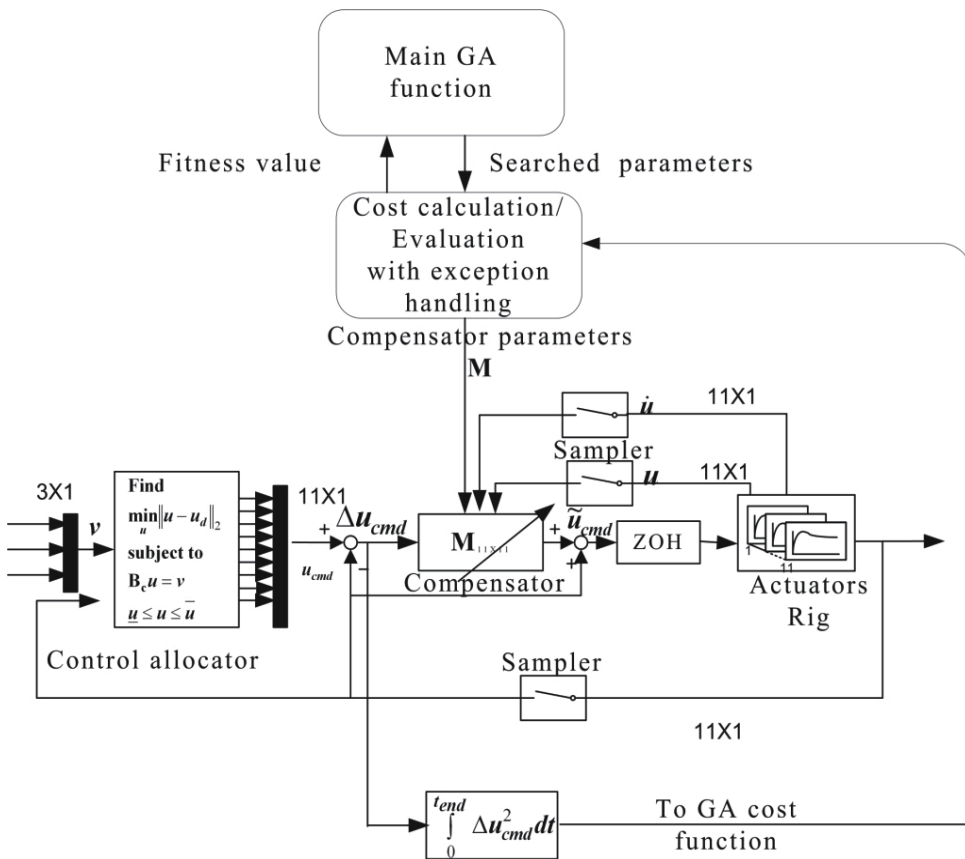 Main GA
function
Fitness value
Searched parameters
Cost calculation/
Evaluation
with exception
handling
Compensator parameters
M
u̇
11X1
Sampler
u
11X1
3X1
v
Find
min ‖u − u_d‖₂
u
subject to
B_c u = v
u̲ ≤ u ≤ u̅
Control allocator
11X1
+
Δu_cmd
u_cmd
−
M₁₁ₓ₁₁
Compensator
+
ũ_cmd
+
ZOH
1
11
Actuators
Rig
Sampler
11X1
t_end
∫ Δu²_cmd dt
0
To GA cost
function